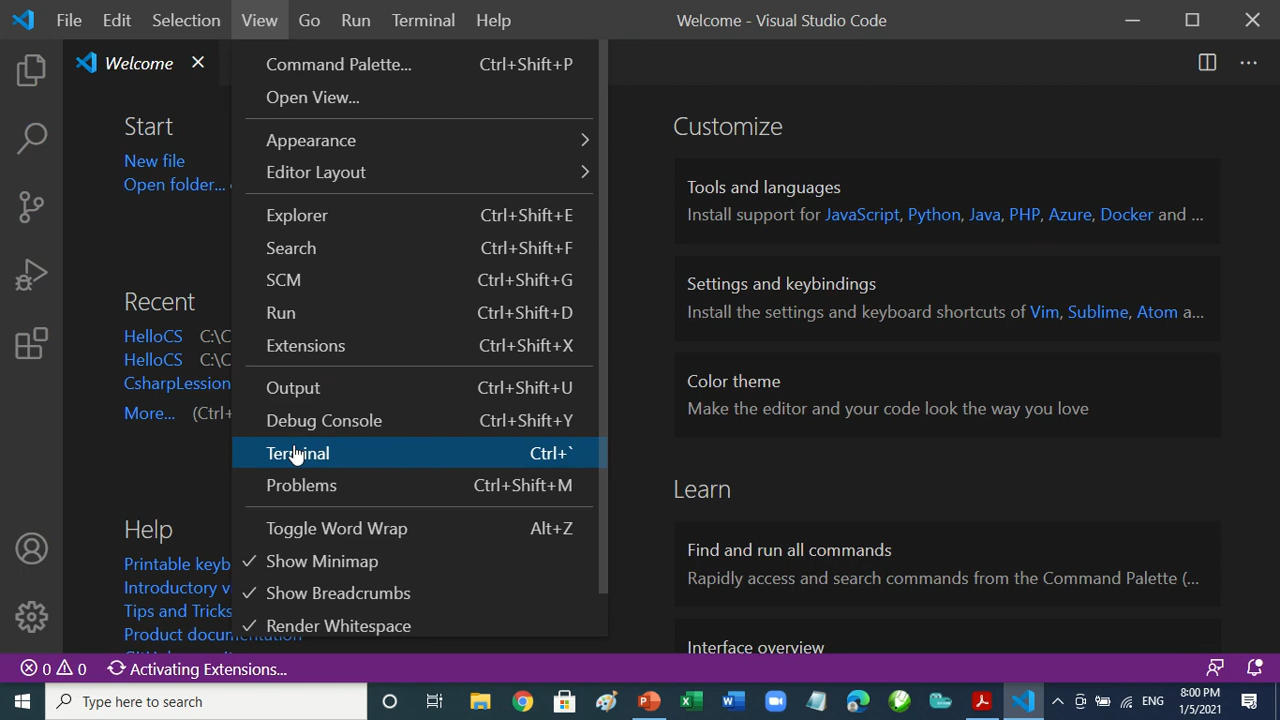 File Edit Selection View Go Run Terminal Help Welcome - Visual Studio Code
Welcome
Command Palette... Ctrl+Shift+P
Open View...
Appearance
Editor Layout
Explorer Ctrl+Shift+E
Search Ctrl+Shift+F
SCM Ctrl+Shift+G
Run Ctrl+Shift+D
Extensions Ctrl+Shift+X
Output Ctrl+Shift+U
Debug Console Ctrl+Shift+Y
Terminal Ctrl+`
Problems Ctrl+Shift+M
Toggle Word Wrap Alt+Z
Show Minimap
Show Breadcrumbs
Render Whitespace
Start
New file
Open folder...
Recent
HelloCS C:\C
HelloCS C:\C
CsharpLession
More... (Ctrl+
Help
Printable keyb
Introductory v
Tips and Tricks
Product docum
Customize
Tools and languages
Install support for JavaScript, Python, Java, PHP, Azure, Docker and ...
Settings and keybindings
Install the settings and keyboard shortcuts of Vim, Sublime, Atom a...
Color theme
Make the editor and your code look the way you love
Learn
Find and run all commands
Rapidly access and search commands from the Command Palette (...
Interface overview
0 0 Activating Extensions...
Type here to search
ENG
8:00 PM
1/5/2021